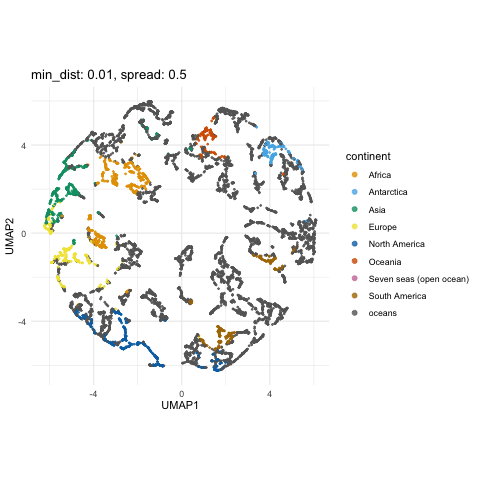 min_dist: 0.01, spread: 0.5
UMAP2
4
0
-4
-4
0
4
UMAP1
continent
Africa
Antarctica
Asia
Europe
North America
Oceania
Seven seas (open ocean)
South America
oceans